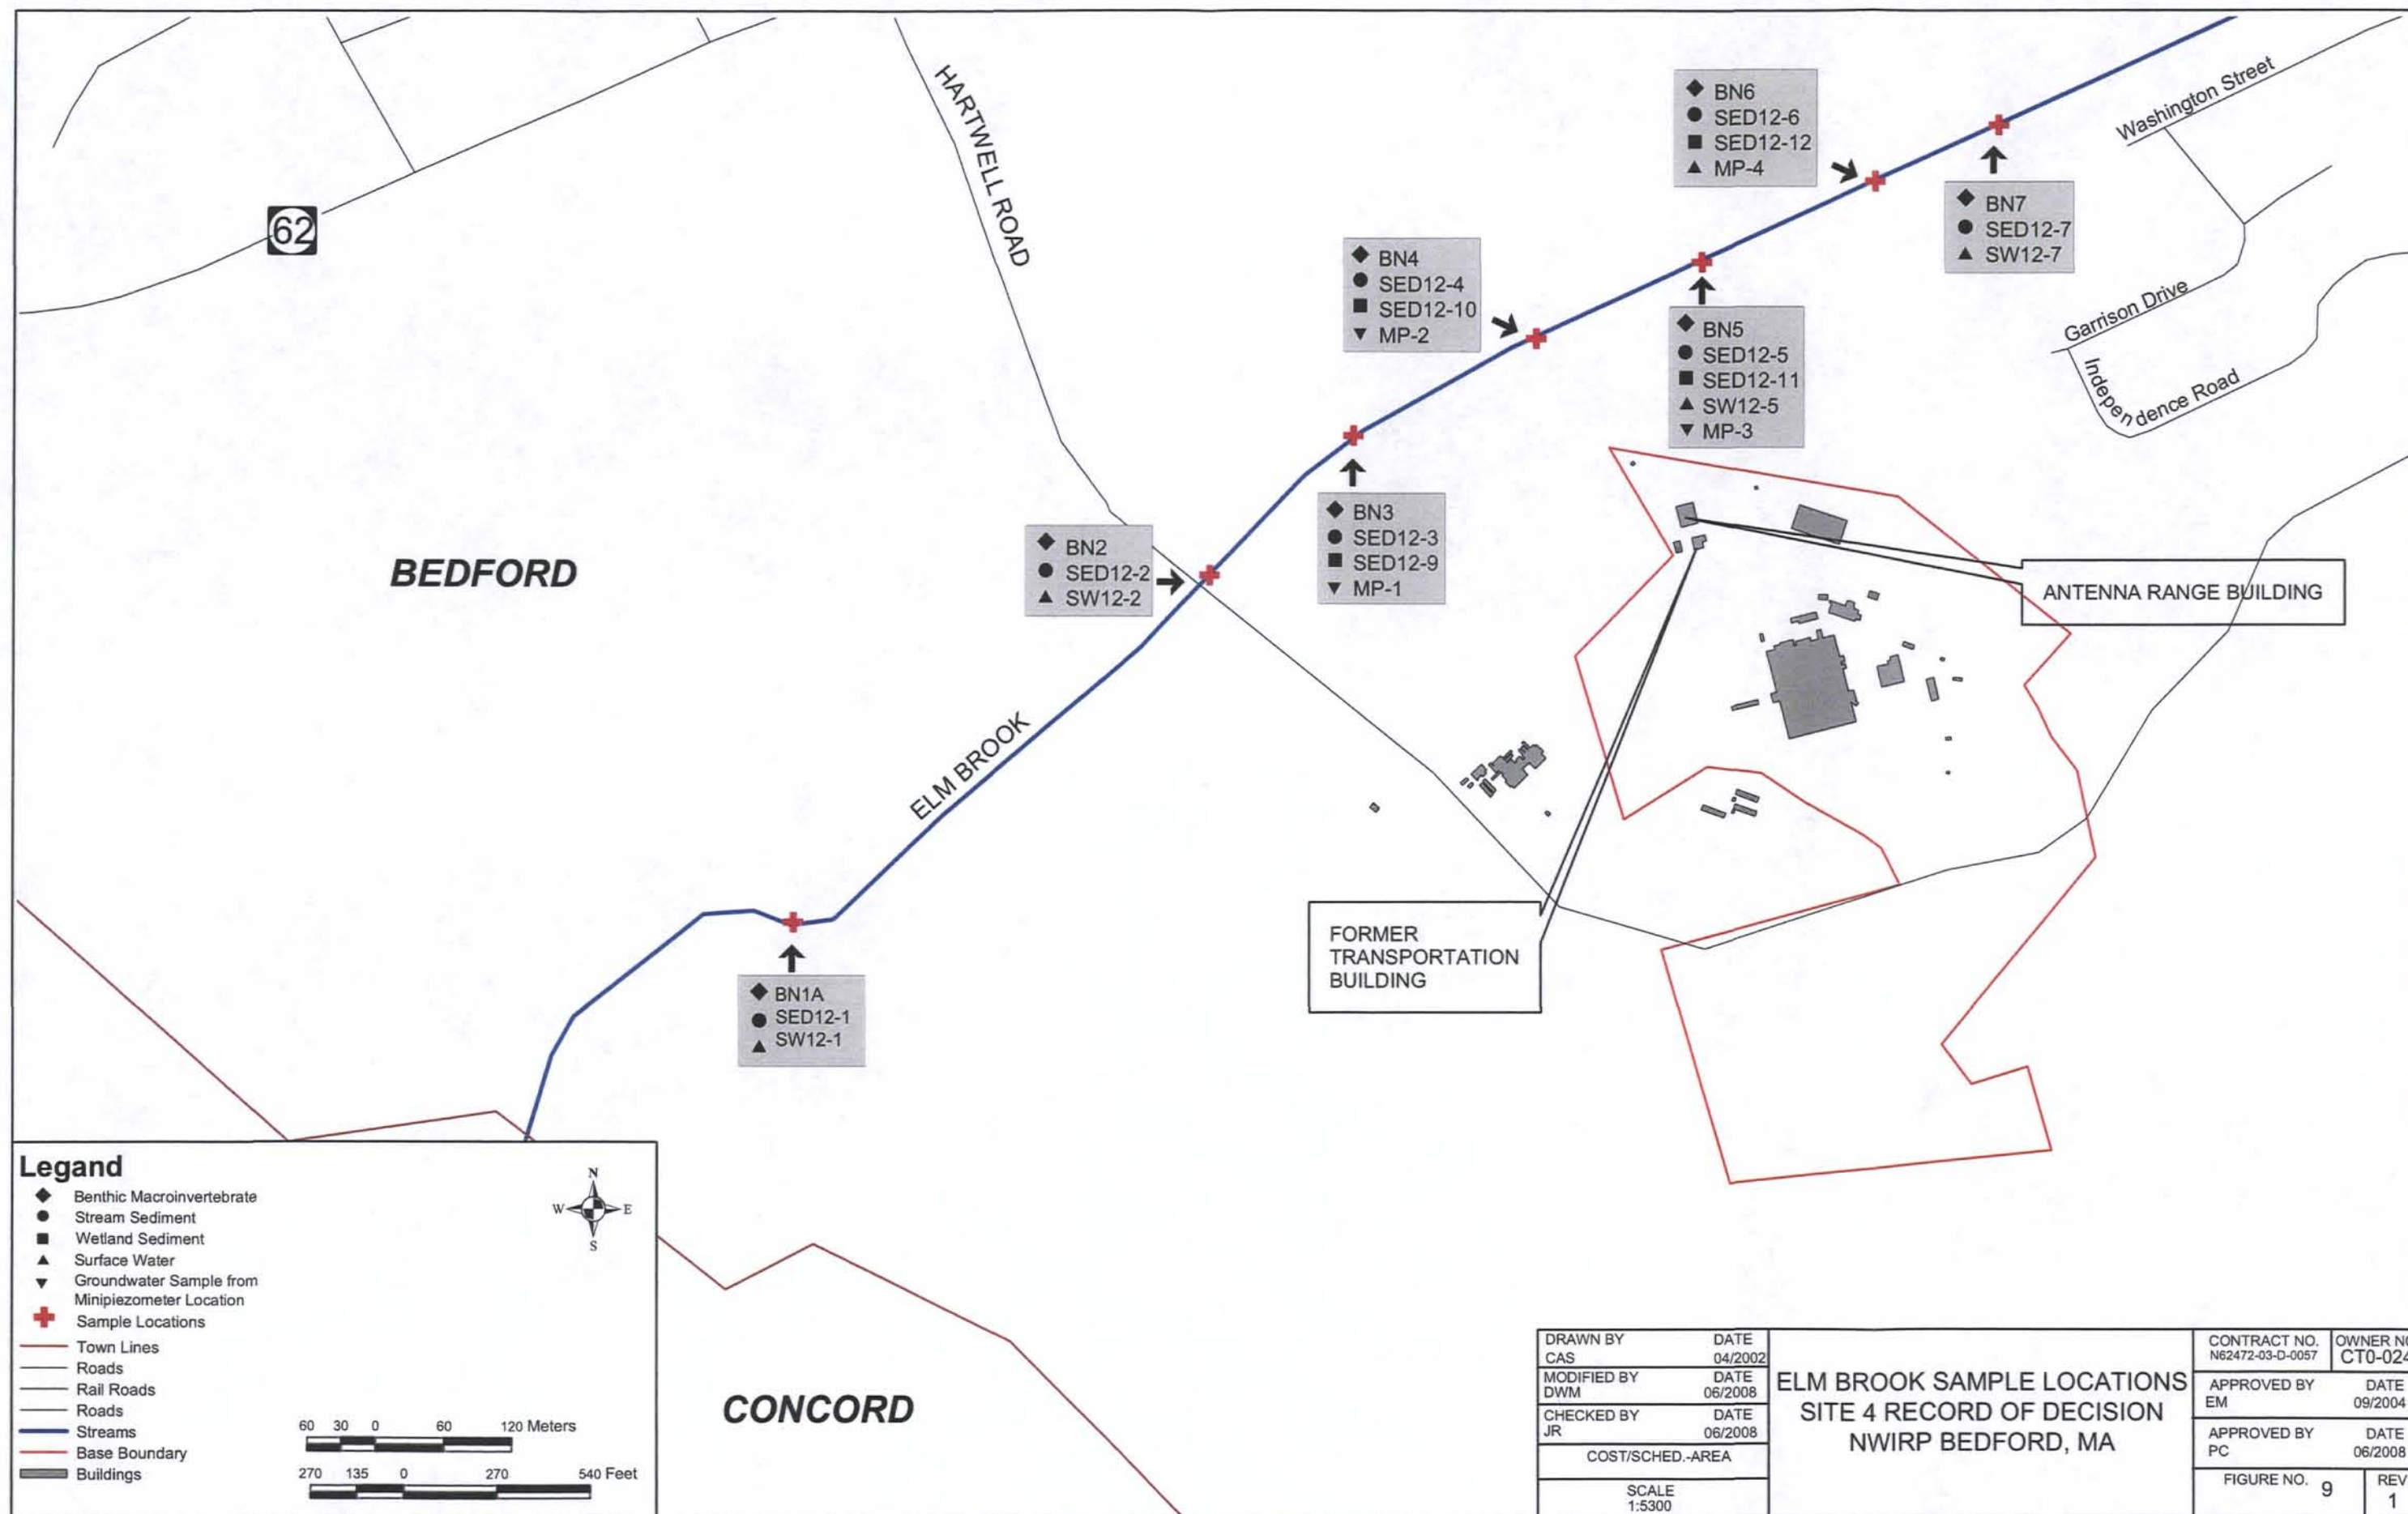 HARTWELL ROAD
62
BEDFORD
ELM BROOK
CONCORD
Washington Street
Garrison Drive
Independence Road
BN6
SED12-6
SED12-12
MP-4
BN7
SED12-7
SW12-7
BN4
SED12-4
SED12-10
MP-2
BN5
SED12-5
SED12-11
SW12-5
MP-3
BN3
SED12-3
SED12-9
MP-1
BN2
SED12-2
SW12-2
BN1A
SED12-1
SW12-1
ANTENNA RANGE BUILDING
FORMER
TRANSPORTATION
BUILDING
Legand
Benthic Macroinvertebrate
Stream Sediment
Wetland Sediment
Surface Water
Groundwater Sample from
Minipiezometer Location
Sample Locations
Town Lines
Roads
Rail Roads
Roads
Streams
Base Boundary
Buildings
N
W E
S
60 30 0 60 120 Meters
270 135 0 270 540 Feet
DRAWN BY DATE
CAS 04/2002
MODIFIED BY DATE
DWM 06/2008
CHECKED BY DATE
JR 06/2008
COST/SCHED.-AREA
SCALE
1:5300
ELM BROOK SAMPLE LOCATIONS
SITE 4 RECORD OF DECISION
NWIRP BEDFORD, MA
CONTRACT NO. OWNER NO
N62472-03-D-0057 CT0-024
APPROVED BY DATE
EM 09/2004
APPROVED BY DATE
PC 06/2008
FIGURE NO. 9
REV
1